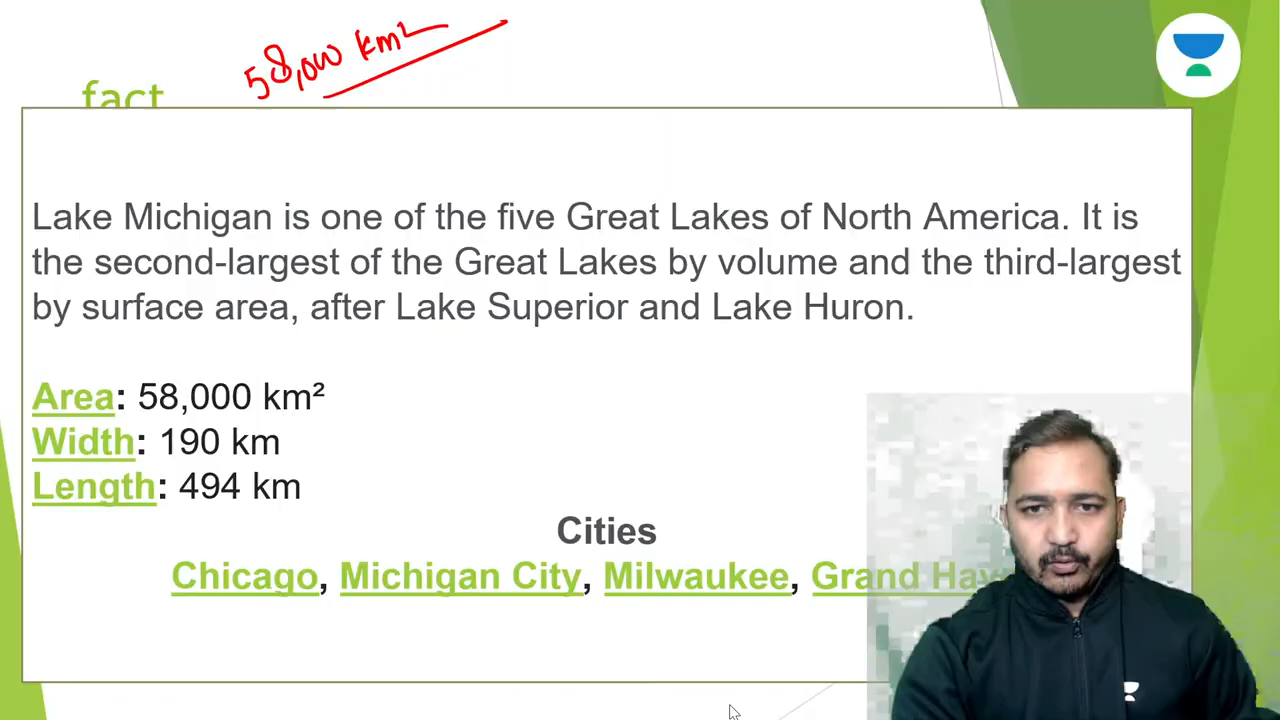 58,000 km²
fact
Lake Michigan is one of the five Great Lakes of North America. It is
the second-largest of the Great Lakes by volume and the third-largest
by surface area, after Lake Superior and Lake Huron.
Area: 58,000 km²
Width: 190 km
Length: 494 km
Cities
Chicago, Michigan City, Milwaukee, Grand